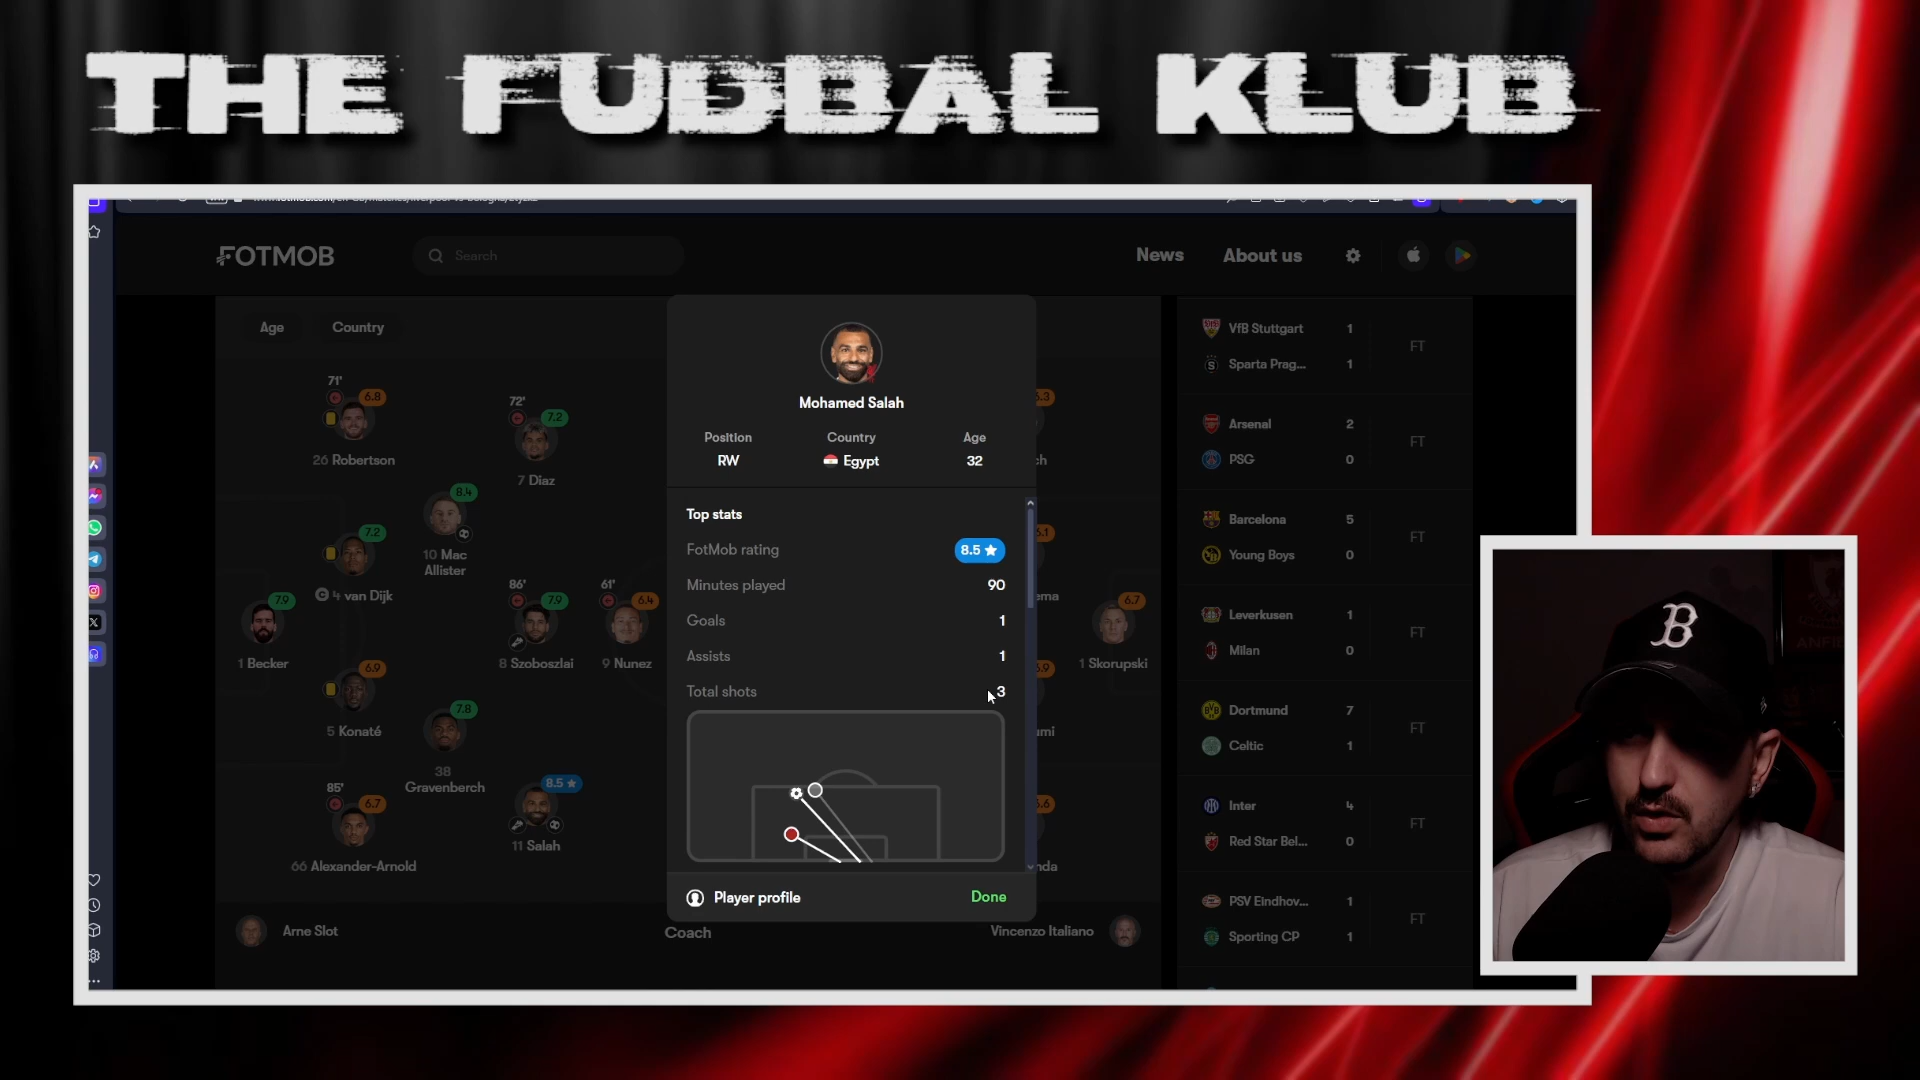 THE FUDBAL KLUB
FOTMOB
Search
News
About us
Age
Country
71'
6.8
26 Robertson
72'
7.2
7 Diaz
8.4
10 Mac
Allister
7.2
C 4 van Dijk
7.9
1 Becker
86'
7.9
8 Szoboszlai
61'
6.4
9 Nunez
6.9
5 Konaté
7.8
38
Gravenberch
85'
6.7
66 Alexander-Arnold
8.5
11 Salah
Arne Slot
Coach
Vincenzo Italiano
Mohamed Salah
Position
Country
Age
RW
Egypt
32
Top stats
FotMob rating
8.5
Minutes played
90
Goals
1
Assists
1
Total shots
3
Player profile
Done
6.7
1 Skorupski
VfB Stuttgart 1
Sparta Prag... 1
FT
Arsenal 2
PSG 0
FT
Barcelona 5
Young Boys 0
FT
Leverkusen 1
Milan 0
FT
Dortmund 7
Celtic 1
FT
Inter 4
Red Star Bel... 0
FT
PSV Eindhov... 1
Sporting CP 1
FT
B